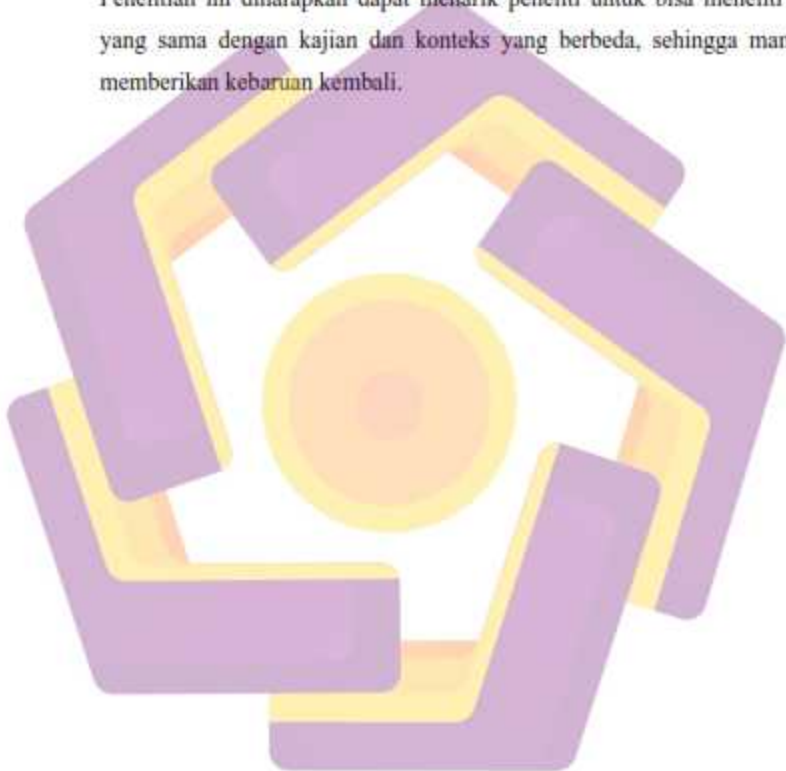 Penelitian ini diharapkan dapat menarik peneliti untuk bisa meneliti
yang sama dengan kajian dan konteks yang berbeda, sehingga
memberikan kebaruan kembali.